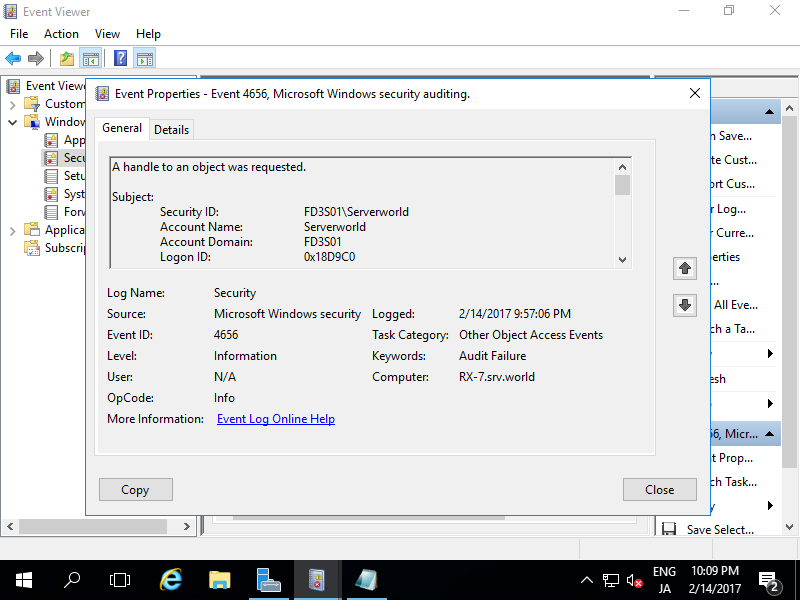 Event Viewer
File Action View Help
Event Properties - Event 4656, Microsoft Windows security auditing.
Event Viewe
Custom
Window
App
Secu
Setu
Syst
Forw
Applica
Subscrip
General Details
A handle to an object was requested.
Subject:
Security ID: FD3S01\Serverworld
Account Name: Serverworld
Account Domain: FD3S01
Logon ID: 0x18D9C0
Log Name: Security
Source: Microsoft Windows security Logged: 2/14/2017 9:57:06 PM
Event ID: 4656 Task Category: Other Object Access Events
Level: Information Keywords: Audit Failure
User: N/A Computer: RX-7.srv.world
OpCode: Info
More Information: Event Log Online Help
Copy Close
n Save...
te Cust...
ort Cus...
r Log...
r Curre...
perties
...
All Eve...
ch a Ta...
esh
56, Micr...
t Prop...
ch Task...
y
Save Select...
ENG 10:09 PM
JA 2/14/2017 2